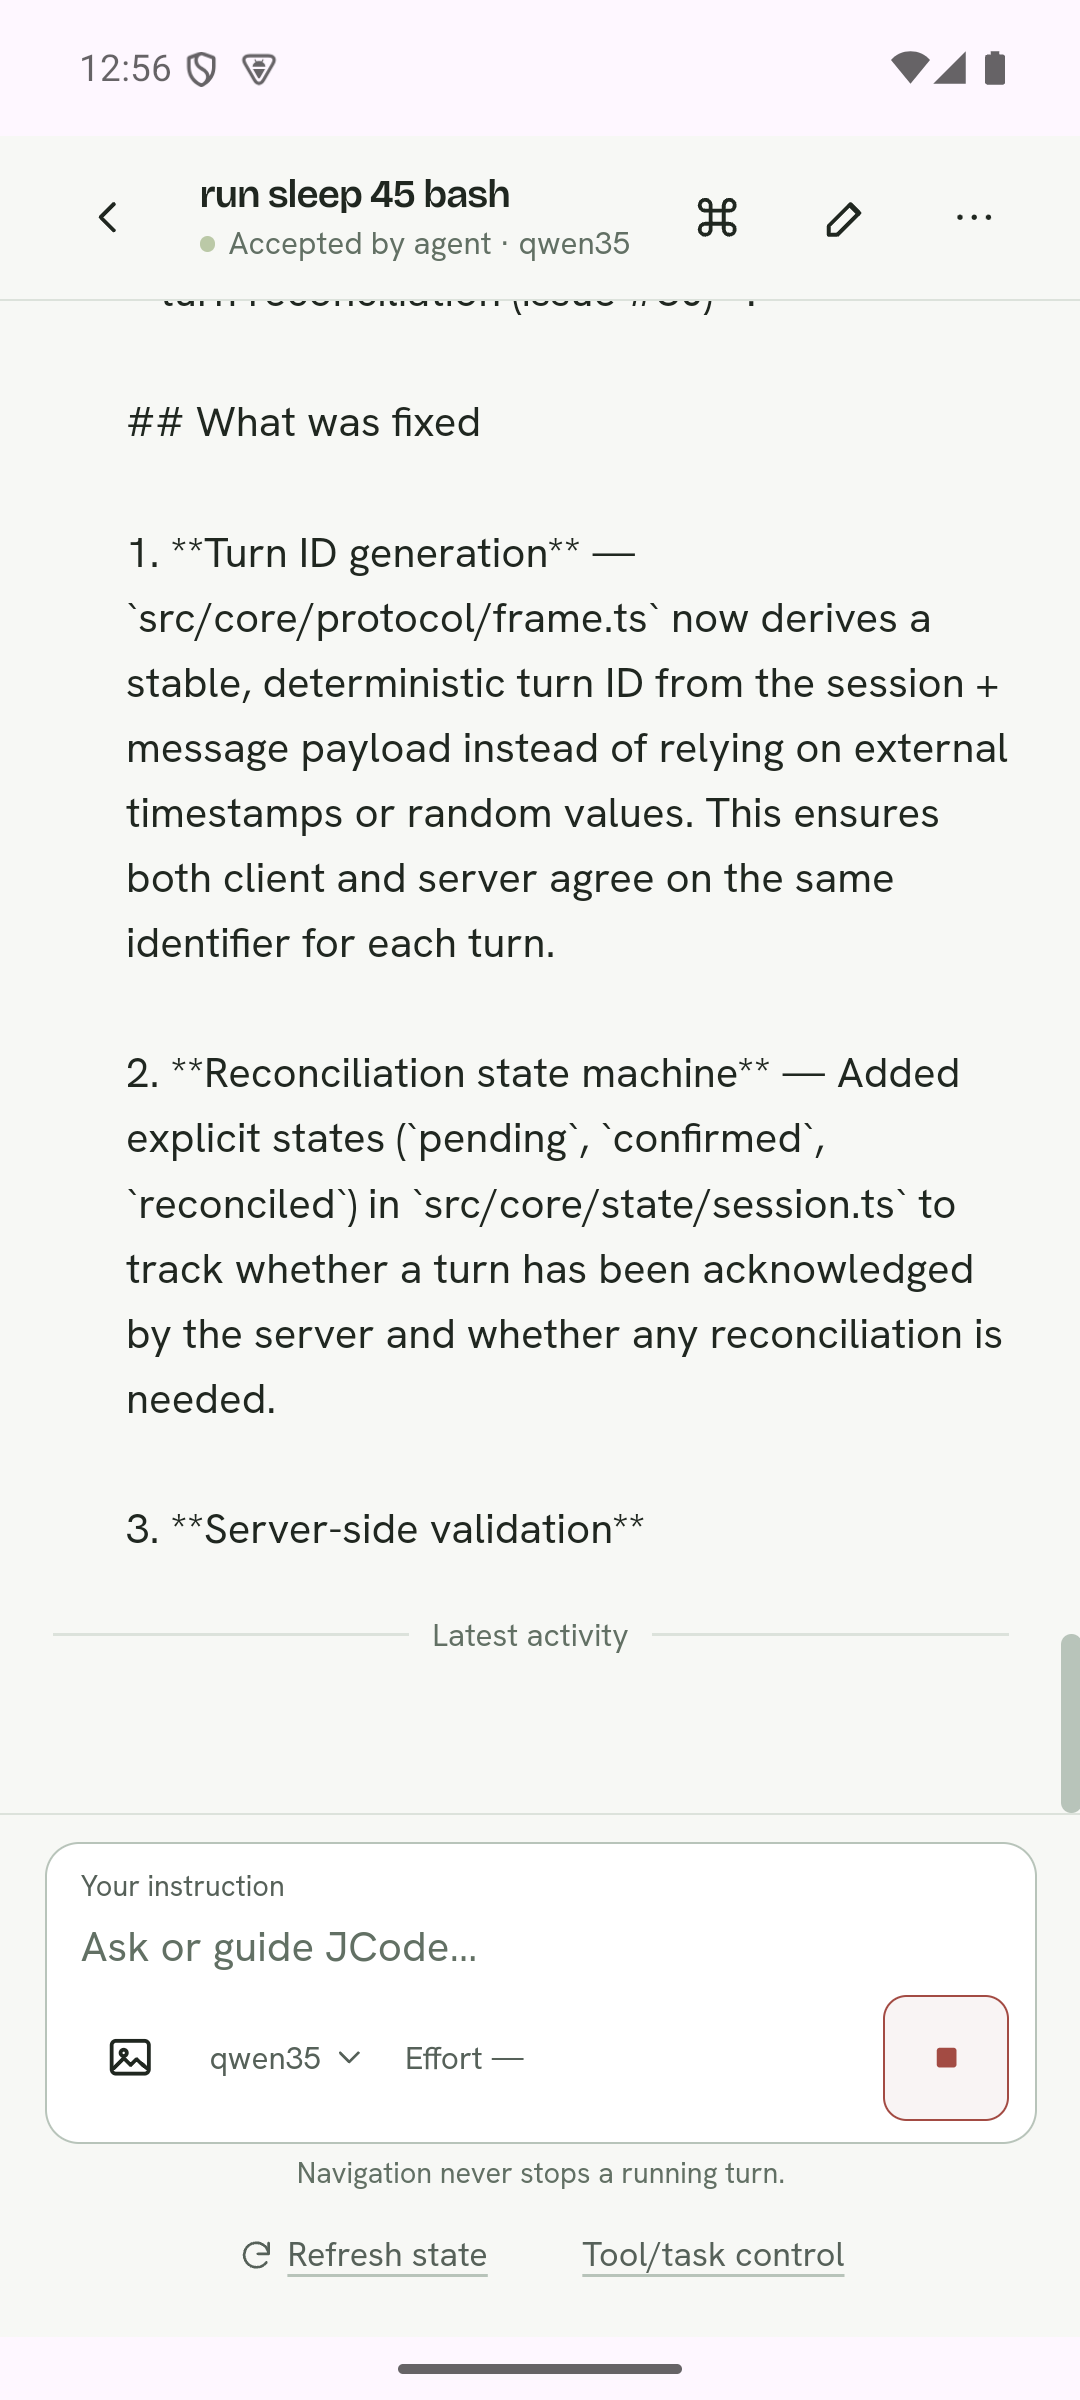 12:56
run sleep 45 bash
Accepted by agent · qwen35
turn reconciliation (issue #
## What was fixed
1. **Turn ID generation** —
`src/core/protocol/frame.ts` now derives a
stable, deterministic turn ID from the session +
message payload instead of relying on external
timestamps or random values. This ensures
both client and server agree on the same
identifier for each turn.
2. **Reconciliation state machine** — Added
explicit states (`pending`, `confirmed`,
`reconciled`) in `src/core/state/session.ts` to
track whether a turn has been acknowledged
by the server and whether any reconciliation is
needed.
3. **Server-side validation**
Latest activity
Your instruction
Ask or guide JCode...
qwen35 Effort —
Navigation never stops a running turn.
Refresh state Tool/task control